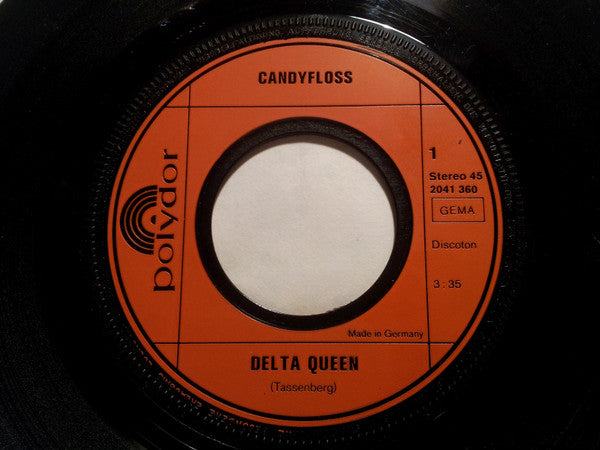 CANDYFLOSS
polydor
1
Stereo 45
2041 360
GEMA
Discoton
3:35
Made in Germany
DELTA QUEEN
(Tassenberg)